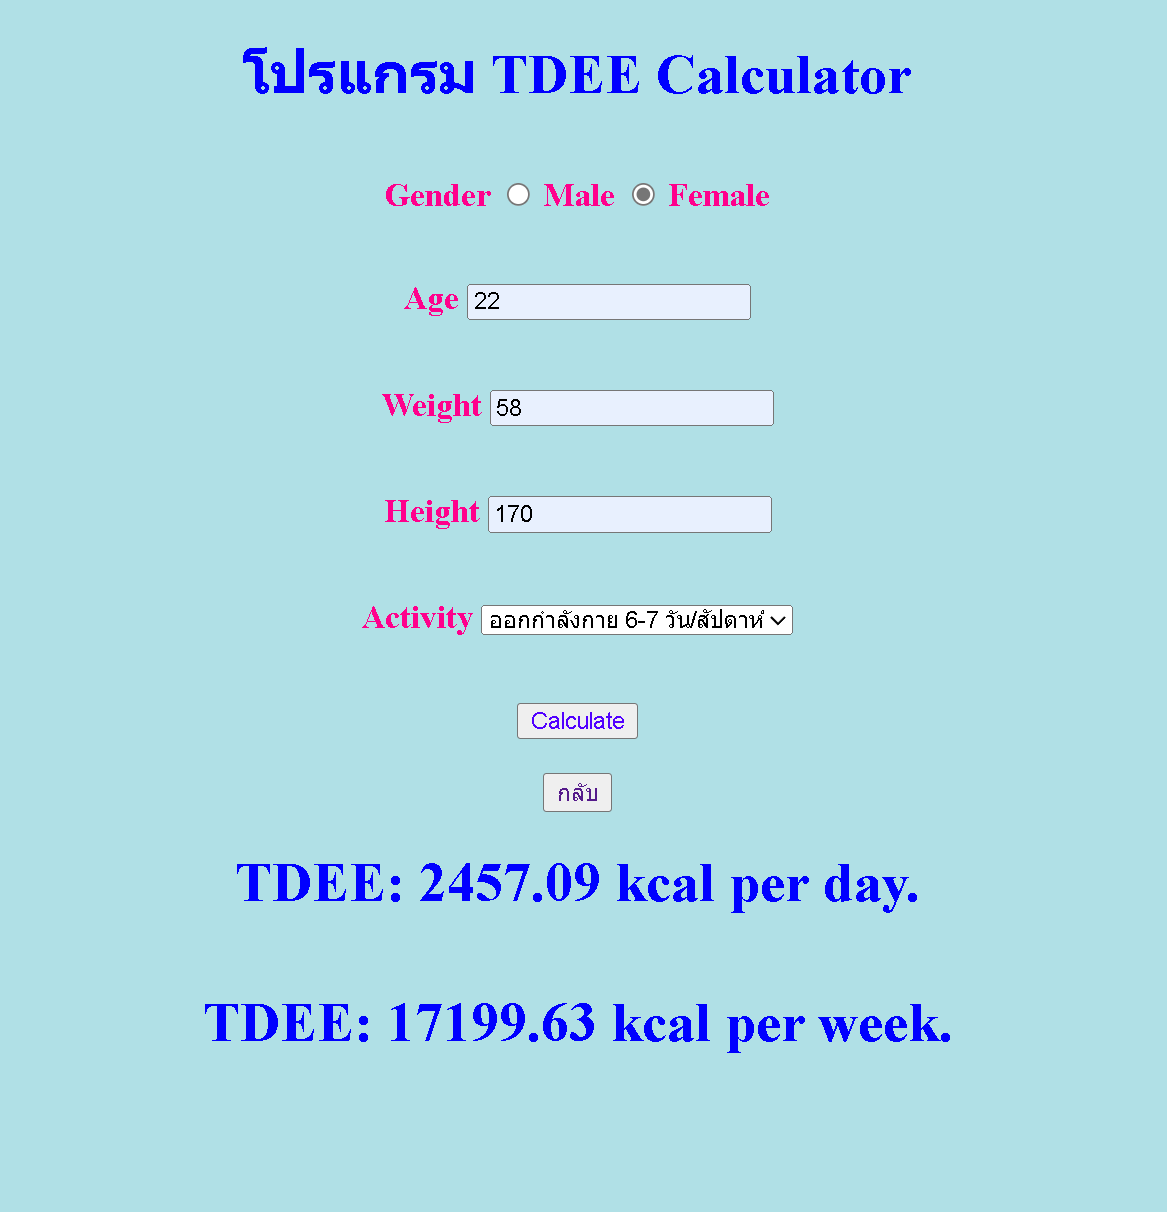 โปรแกรม TDEE Calculator
Gender Male Female
Age 22
Weight 58
Height 170
Activity ออกกำลังกาย 6-7 วัน/สัปดาห์
Calculate
กลับ
TDEE: 2457.09 kcal per day.
TDEE: 17199.63 kcal per week.